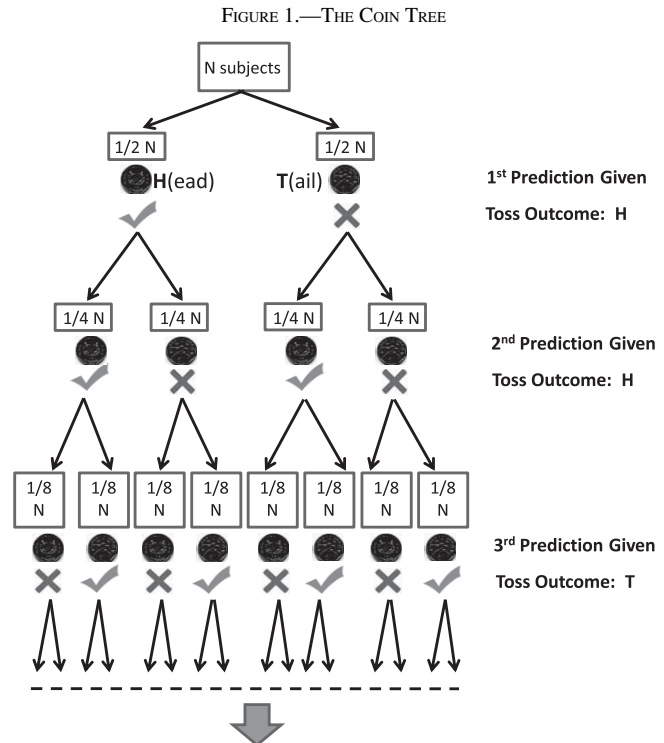 FIGURE 1.—THE COIN TREE
N subjects
1/2 N 1/2 N
H(ead) T(ail) 1st Prediction Given
Toss Outcome: H
1/4 N 1/4 N 1/4 N 1/4 N
2nd Prediction Given
Toss Outcome: H
1/8 1/8 1/8 1/8 1/8 1/8 1/8 1/8
N N N N N N N N
3rd Prediction Given
Toss Outcome: T